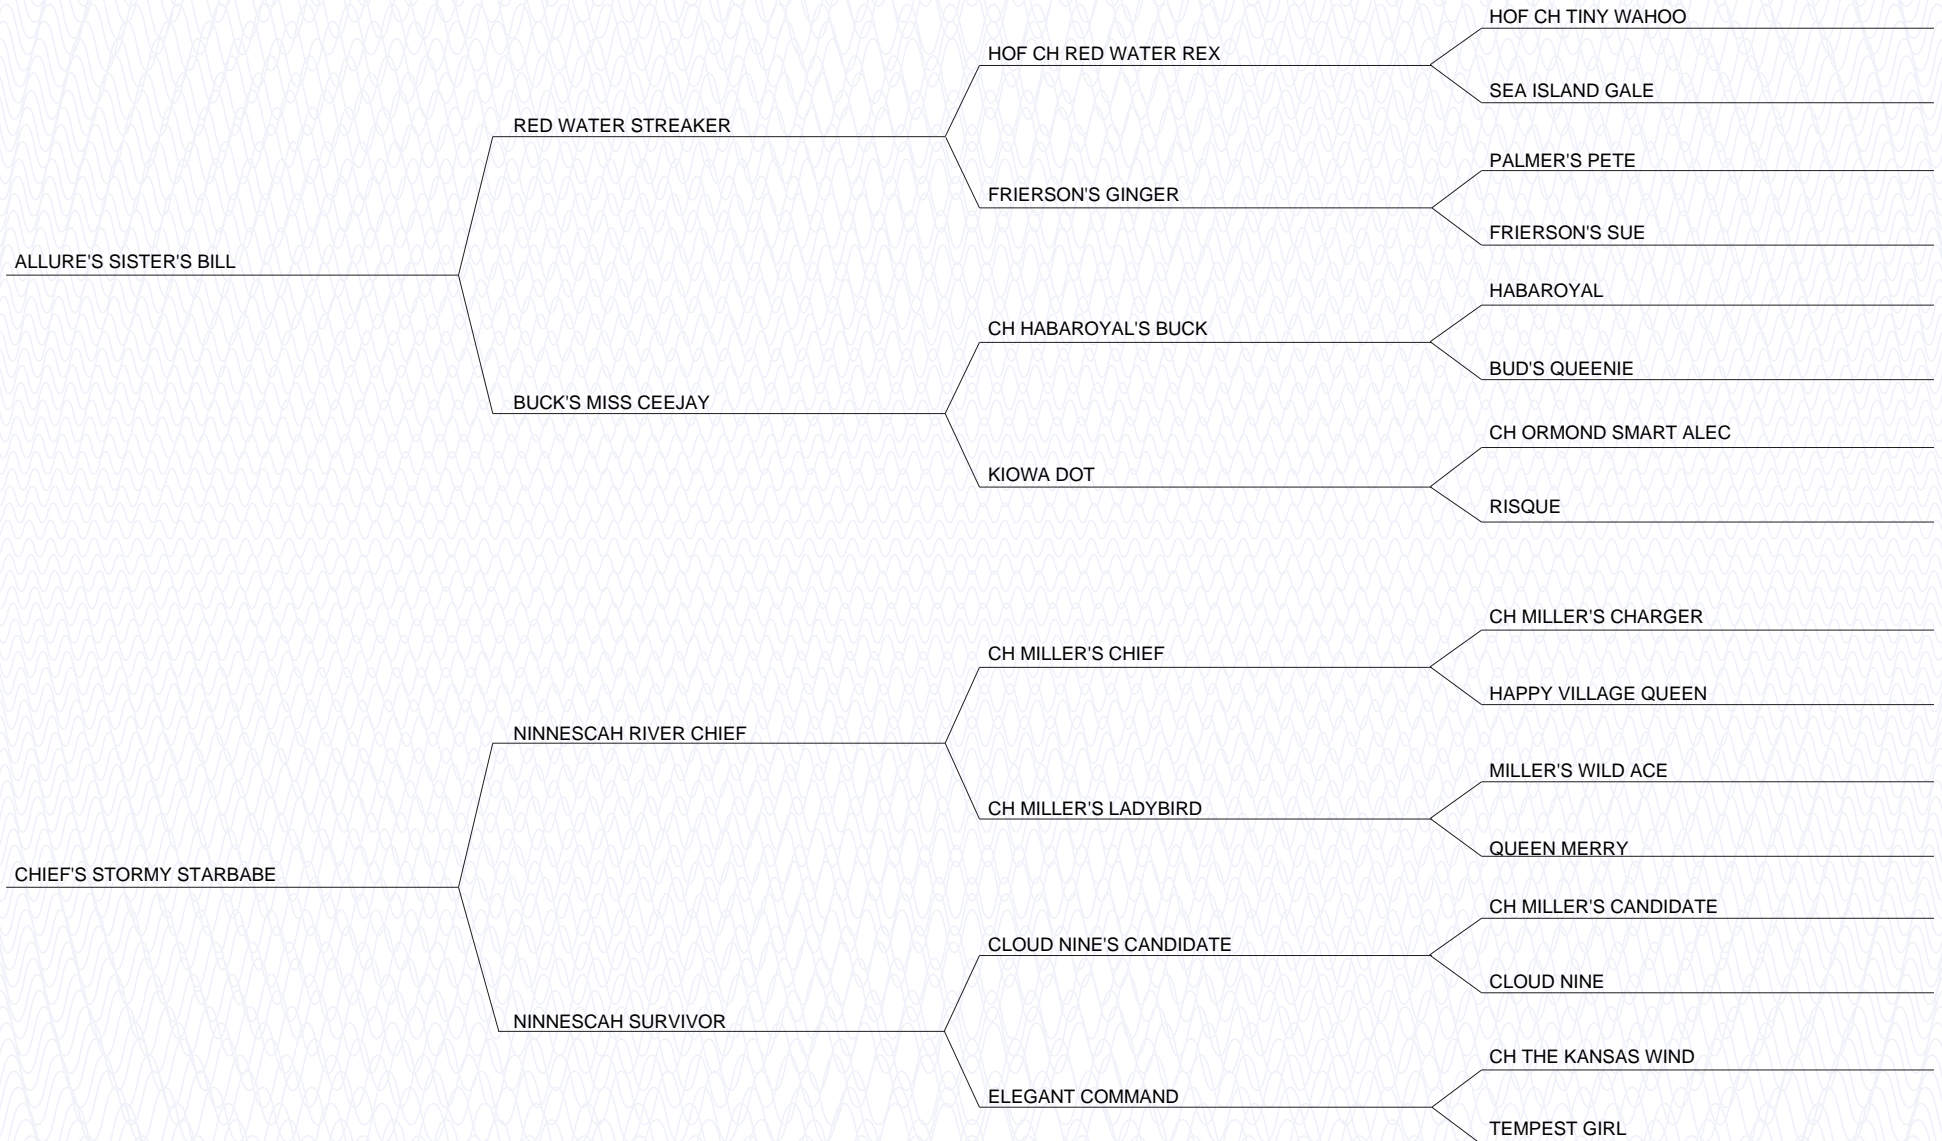 HOF CH TINY WAHOO
HOF CH RED WATER REX
SEA ISLAND GALE
RED WATER STREAKER
PALMER'S PETE
FRIERSON'S GINGER
FRIERSON'S SUE
ALLURE'S SISTER'S BILL
HABAROYAL
CH HABAROYAL'S BUCK
BUD'S QUEENIE
BUCK'S MISS CEEJAY
CH ORMOND SMART ALEC
KIOWA DOT
RISQUE
CH MILLER'S CHARGER
CH MILLER'S CHIEF
HAPPY VILLAGE QUEEN
NINNESCAH RIVER CHIEF
MILLER'S WILD ACE
CH MILLER'S LADYBIRD
QUEEN MERRY
CHIEF'S STORMY STARBABE
CH MILLER'S CANDIDATE
CLOUD NINE'S CANDIDATE
CLOUD NINE
NINNESCAH SURVIVOR
CH THE KANSAS WIND
ELEGANT COMMAND
TEMPEST GIRL